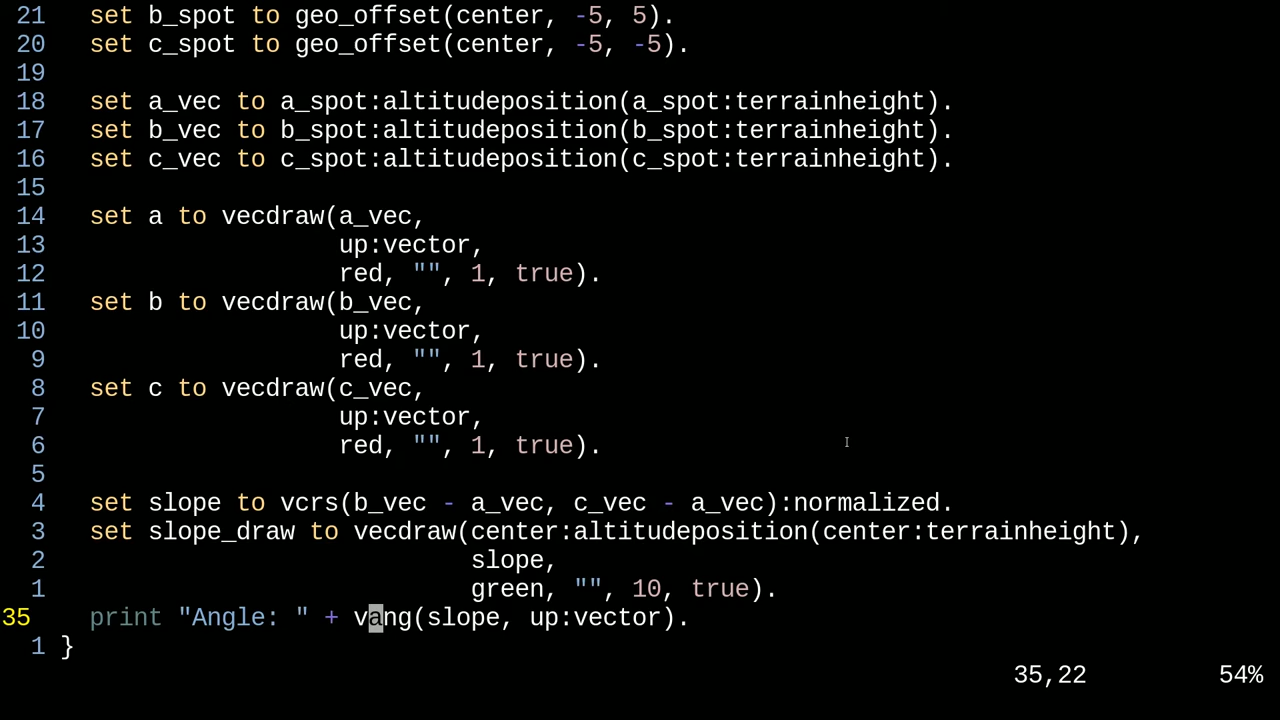 21   set b_spot to geo_offset(center, -5, 5).
20   set c_spot to geo_offset(center, -5, -5).
19
18   set a_vec to a_spot:altitudeposition(a_spot:terrainheight).
17   set b_vec to b_spot:altitudeposition(b_spot:terrainheight).
16   set c_vec to c_spot:altitudeposition(c_spot:terrainheight).
15
14   set a to vecdraw(a_vec,
13                    up:vector,
12                    red, "", 1, true).
11   set b to vecdraw(b_vec,
10                    up:vector,
 9                    red, "", 1, true).
 8   set c to vecdraw(c_vec,
 7                    up:vector,
 6                    red, "", 1, true).
 5
 4   set slope to vcrs(b_vec - a_vec, c_vec - a_vec):normalized.
 3   set slope_draw to vecdraw(center:altitudeposition(center:terrainheight),
 2                             slope,
 1                             green, "", 10, true).
35   print "Angle: " + vang(slope, up:vector).
 1 }
35,22         54%